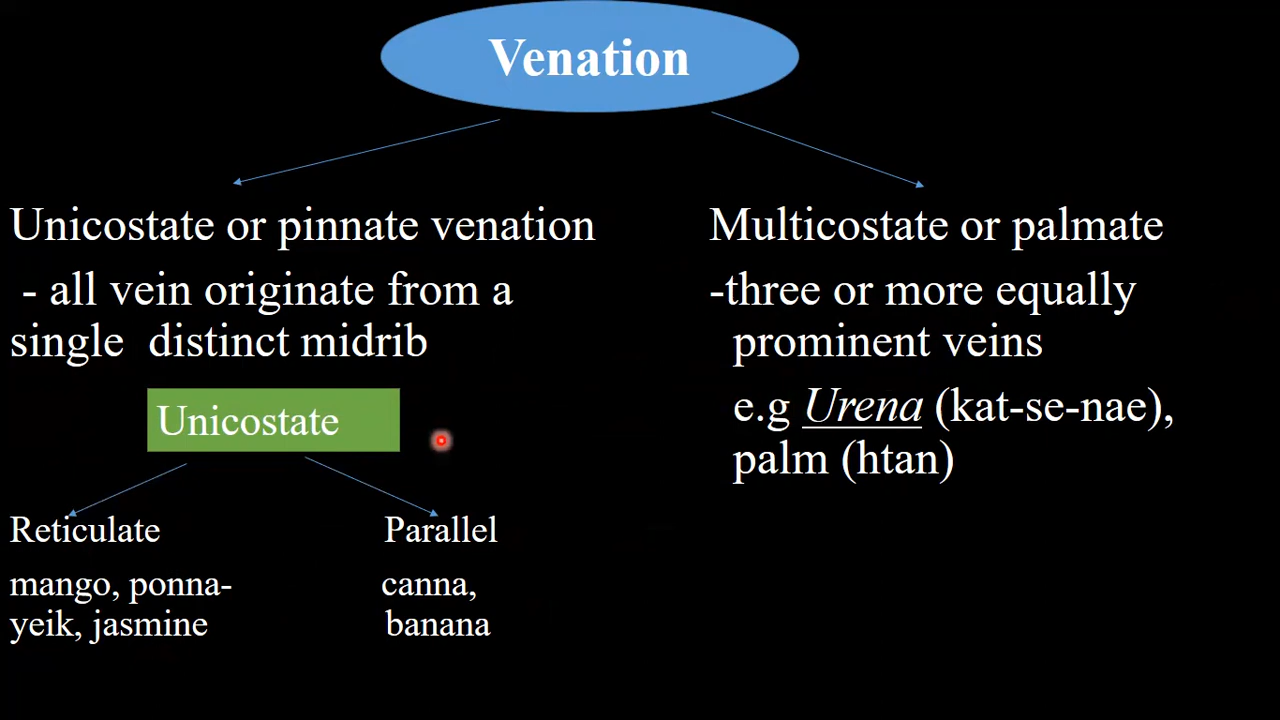 Venation
Unicostate or pinnate venation
- all vein originate from a
single distinct midrib
Unicostate
Reticulate
mango, ponna-
yeik, jasmine
Parallel
canna,
banana
Multicostate or palmate
-three or more equally
prominent veins
e.g Urena (kat-se-nae),
palm (htan)